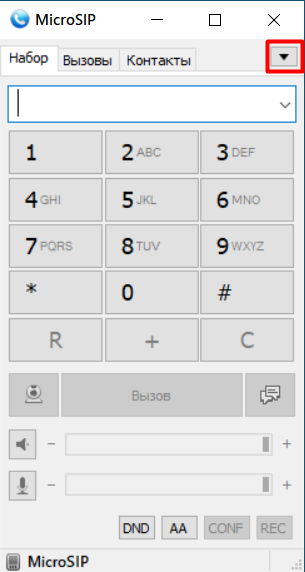 MicroSIP
Набор Вызовы Контакты
1 2 ABC 3 DEF
4 GHI 5 JKL 6 MNO
7 PQRS 8 TUV 9 WXYZ
* 0 #
R + C
Вызов
− +
− +
DND AA CONF REC
MicroSIP